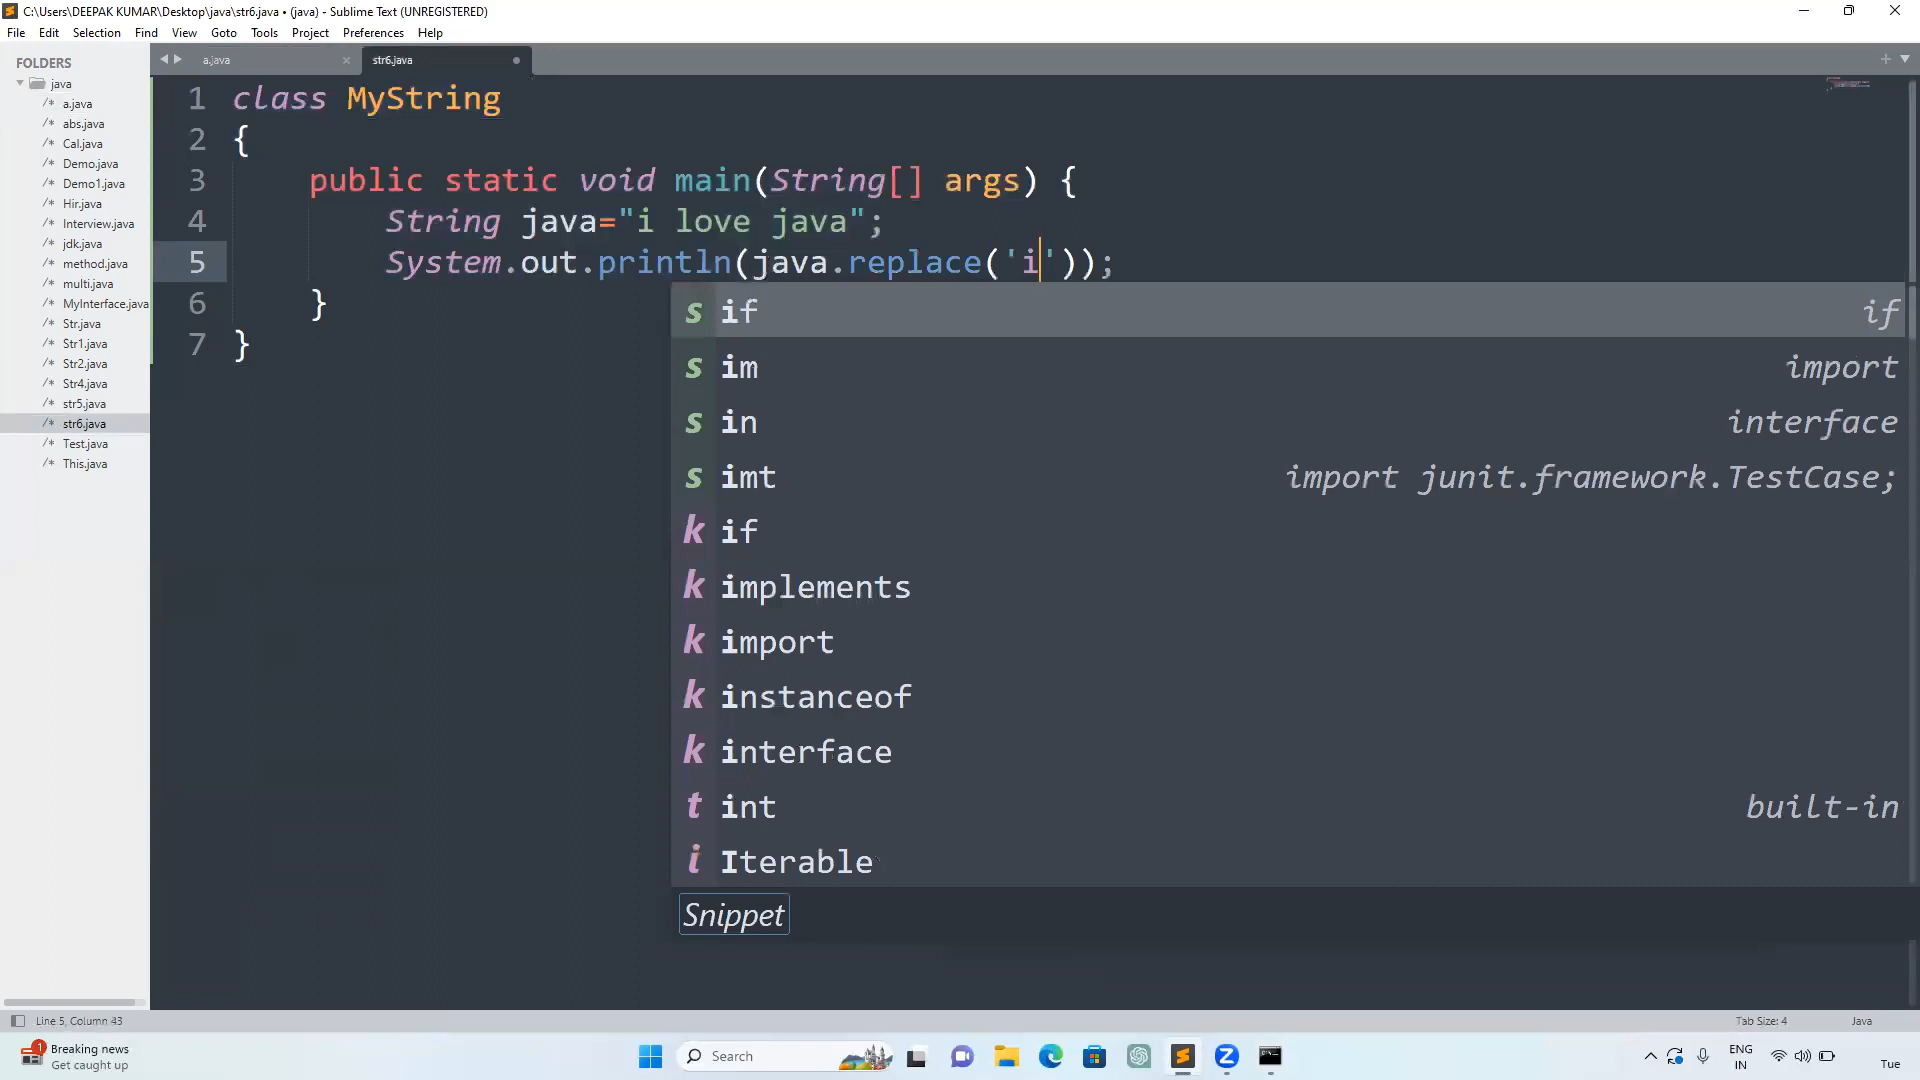 C:\Users\DEEPAK KUMAR\Desktop\java\str6.java • (java) - Sublime Text (UNREGISTERED)
File Edit Selection Find View Goto Tools Project Preferences Help
FOLDERS
java
/* a.java
/* abs.java
/* Cal.java
/* Demo.java
/* Demo1.java
/* Hir.java
/* Interview.java
/* jdk.java
/* method.java
/* multi.java
/* MyInterface.java
/* Str.java
/* Str1.java
/* Str2.java
/* Str4.java
/* str5.java
/* str6.java
/* Test.java
/* This.java
a.java
str6.java
1 class MyString
2 {
3 public static void main(String[] args) {
4 String java="i love java";
5 System.out.println(java.replace('i'));
6 }
7 }
s if if
s im import
s in interface
s imt import junit.framework.TestCase;
k if
k implements
k import
k instanceof
k interface
t int built-in
i Iterable
Snippet
Line 5, Column 43
Tab Size: 4 Java
1 Breaking news
Get caught up
Search
ENG
IN
Tue